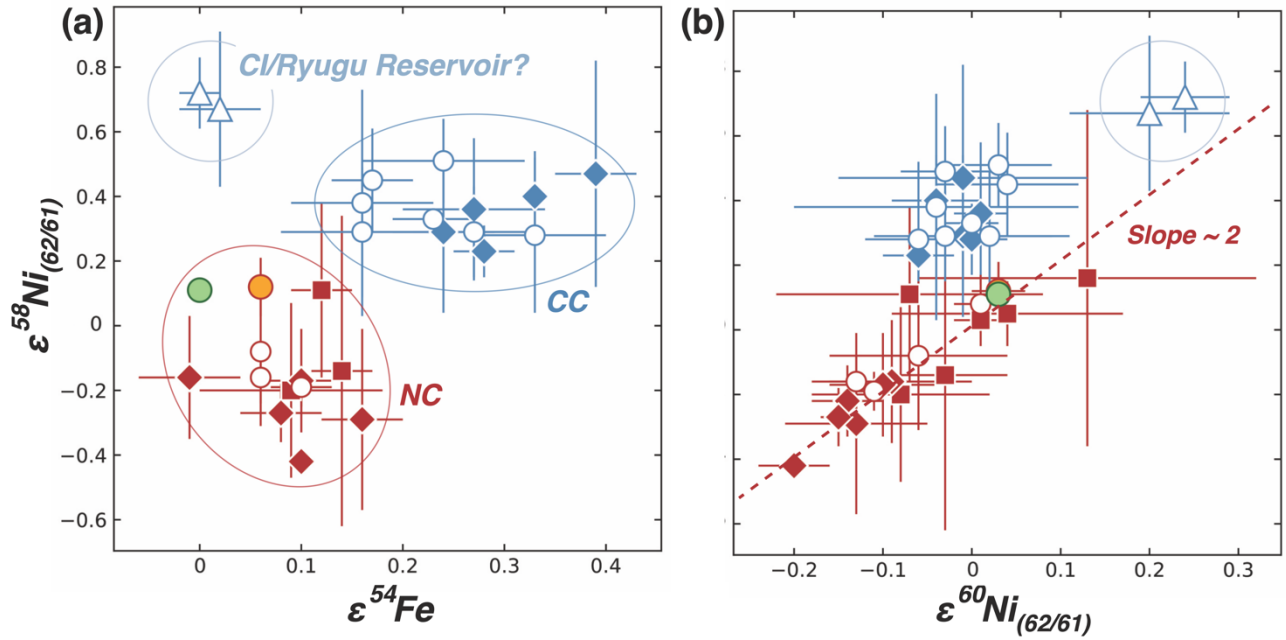 (a)
CI/Ryugu Reservoir?
CC
NC
0.8
0.6
0.4
0.2
0
−0.2
−0.4
−0.6
ε⁵⁸Ni(62/61)
0
0.1
0.2
0.3
0.4
ε⁵⁴Fe
(b)
Slope ~ 2
−0.2
−0.1
0
0.1
0.2
0.3
ε⁶⁰Ni(62/61)